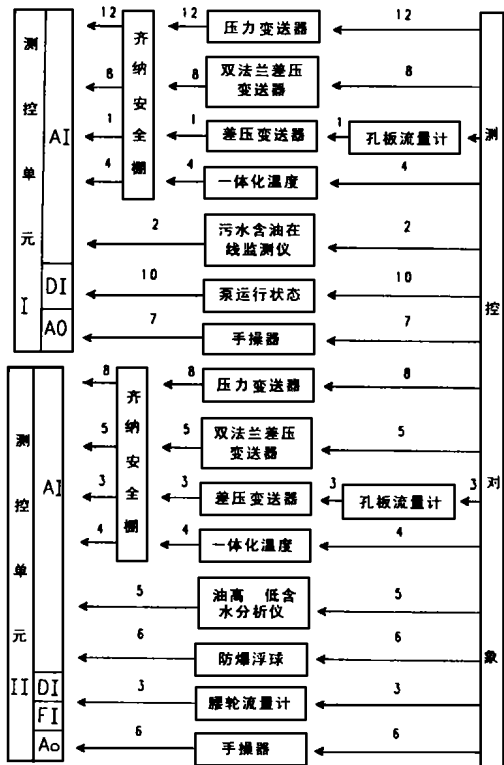 测控单元 I
AI
DI
AO
齐纳安全栅
12
12
压力变送器
12
8
8
双法兰差压
变送器
8
1
1
差压变送器
1
孔板流量计
1
4
4
一体化温度
4
2
污水含油在
线监测仪
2
10
泵运行状态
10
7
手操器
7
测控单元 II
AI
DI
FI
Ao
齐纳安全栅
8
8
压力变送器
8
5
5
双法兰差压
变送器
5
3
3
差压变送器
3
孔板流量计
3
4
4
一体化温度
4
5
油高 低含
水分析仪
5
6
防爆浮球
6
3
腰轮流量计
3
6
手操器
6
测控对象